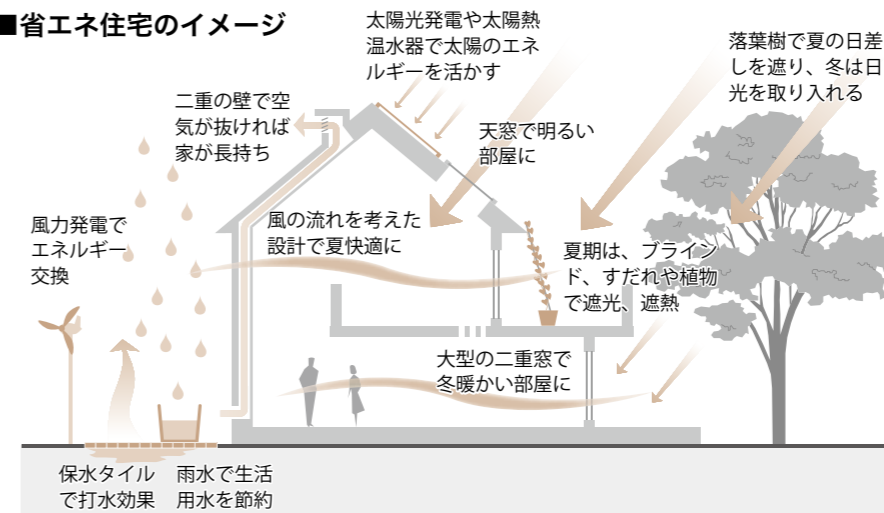 ■省エネ住宅のイメージ
太陽光発電や太陽熱
温水器で太陽のエネ
ルギーを活かす
落葉樹で夏の日差
しを遮り、冬は日
光を取り入れる
二重の壁で空
気が抜ければ
家が長持ち
天窓で明るい
部屋に
風力発電で
エネルギー
交換
風の流れを考えた
設計で夏快適に
夏期は、ブライン
ド、すだれや植物
で遮光、遮熱
大型の二重窓で
冬暖かい部屋に
保水タイル
で打水効果
雨水で生活
用水を節約